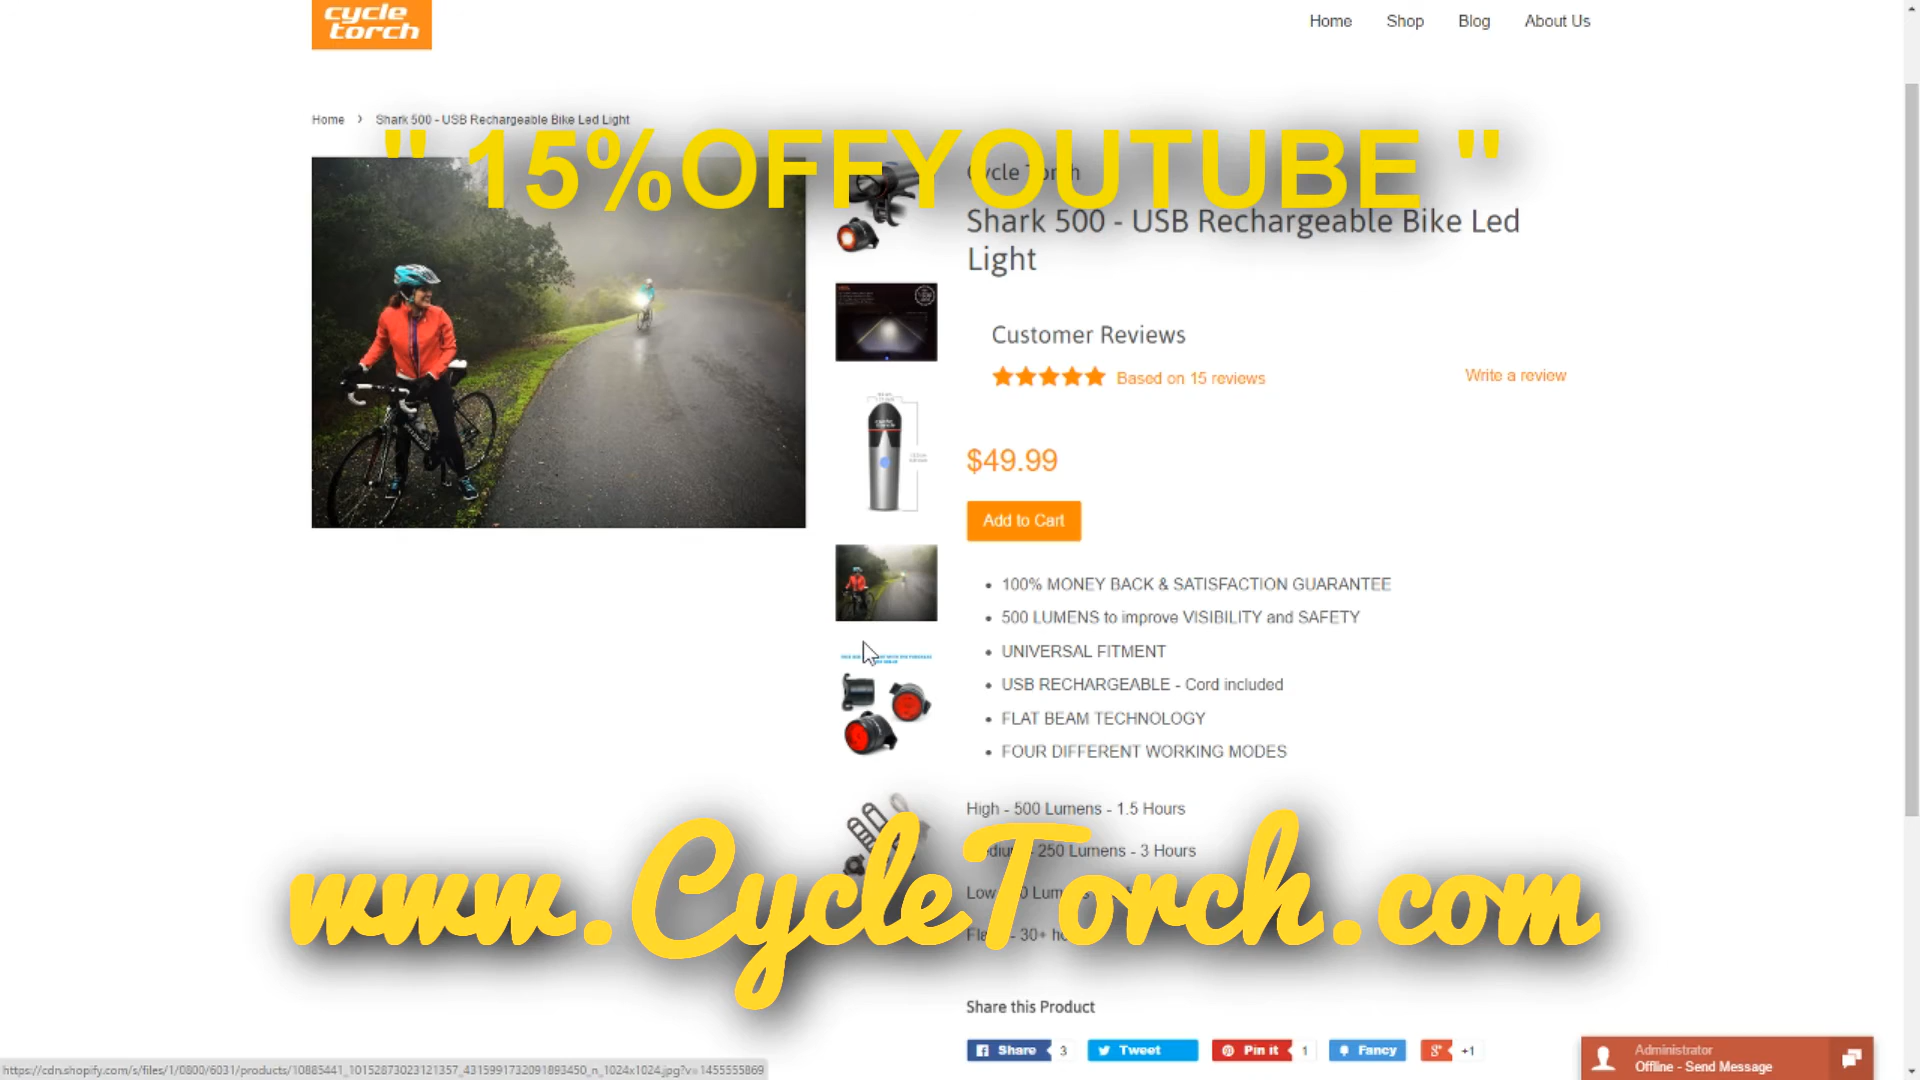 cycle
torch
Home Shop Blog About Us
Home › Shark 500 - USB Rechargeable Bike Led Light
" 15%OFFYOUTUBE "
Cycle Torch
Shark 500 - USB Rechargeable Bike Led
Light
Customer Reviews
Based on 15 reviews
Write a review
$49.99
Add to Cart
• 100% MONEY BACK & SATISFACTION GUARANTEE
• 500 LUMENS to improve VISIBILITY and SAFETY
• UNIVERSAL FITMENT
• USB RECHARGEABLE - Cord included
• FLAT BEAM TECHNOLOGY
• FOUR DIFFERENT WORKING MODES
High - 500 Lumens - 1.5 Hours
250 Lumens - 3 Hours
Low
www.CycleTorch.com
- 30+
Share this Product
Share 3 Tweet Pin it 1 Fancy +1
Administrator
Offline - Send Message
https://cdn.shopify.com/s/files/1/0800/6031/products/10885441_10152873023121357_4315991732091893450_n_1024x1024.jpg?v=1455555869